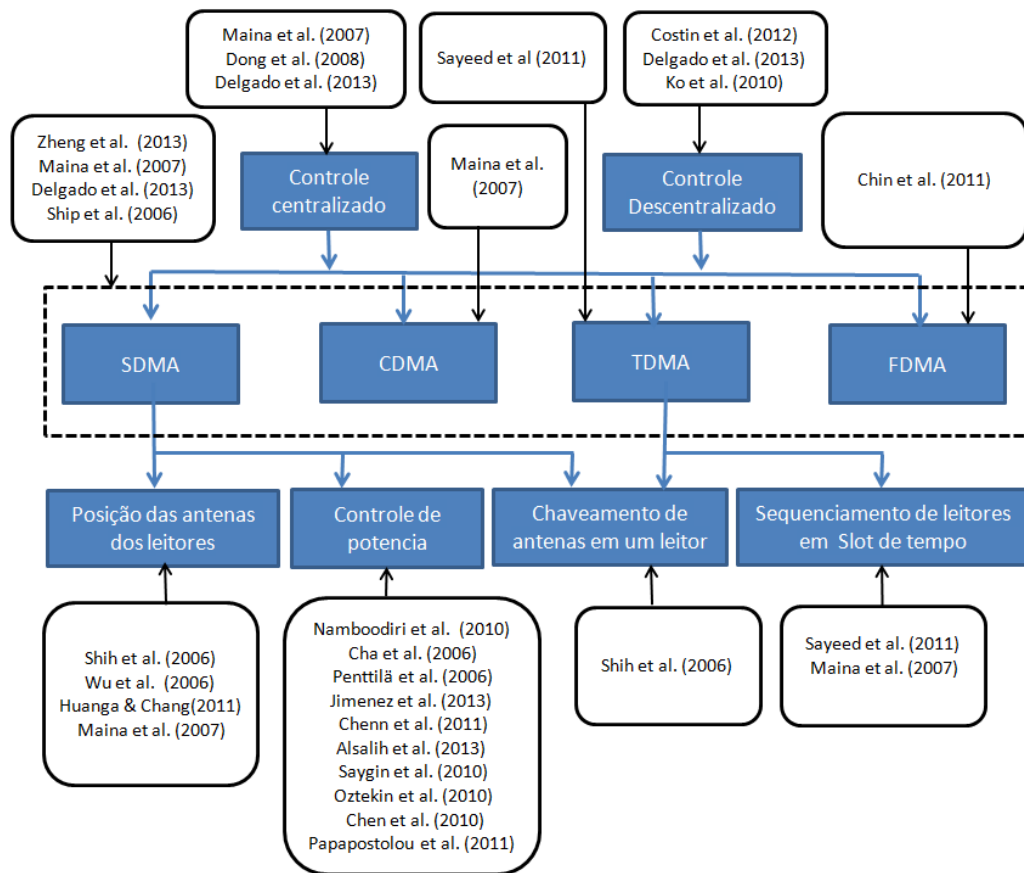 Maina et al. (2007)
Dong et al. (2008)
Delgado et al. (2013)
Sayeed et al (2011)
Costin et al. (2012)
Delgado et al. (2013)
Ko et al. (2010)
Zheng et al. (2013)
Maina et al. (2007)
Delgado et al. (2013)
Ship et al. (2006)
Controle
centralizado
Maina et al.
(2007)
Controle
Descentralizado
Chin et al. (2011)
SDMA
CDMA
TDMA
FDMA
Posição das antenas
dos leitores
Controle de
potencia
Chaveamento de
antenas em um leitor
Sequenciamento de leitores
em Slot de tempo
Shih et al. (2006)
Wu et al. (2006)
Huanga & Chang(2011)
Maina et al. (2007)
Namboodiri et al. (2010)
Cha et al. (2006)
Penttilä et al. (2006)
Jimenez et al. (2013)
Chenn et al. (2011)
Alsalih et al. (2013)
Saygin et al. (2010)
Oztekin et al. (2010)
Chen et al. (2010)
Papapostolou et al. (2011)
Shih et al. (2006)
Sayeed et al. (2011)
Maina et al. (2007)